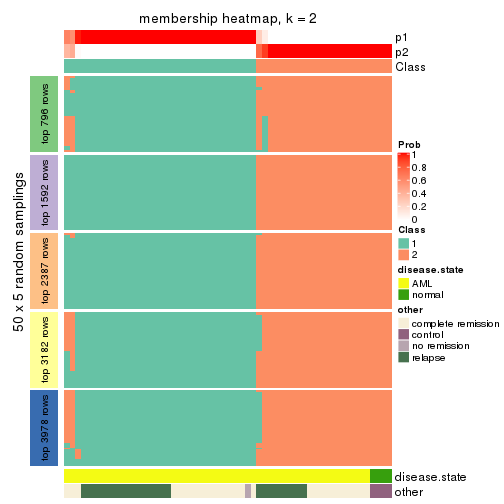 membership heatmap, k = 2
p1
p2
Class
50 x 5 random samplings
top 796 rows
top 1592 rows
top 2387 rows
top 3182 rows
top 3978 rows
Prob
1
0.8
0.6
0.4
0.2
0
Class
1
2
disease.state
AML
normal
other
complete remission
control
no remission
relapse
disease.state
other